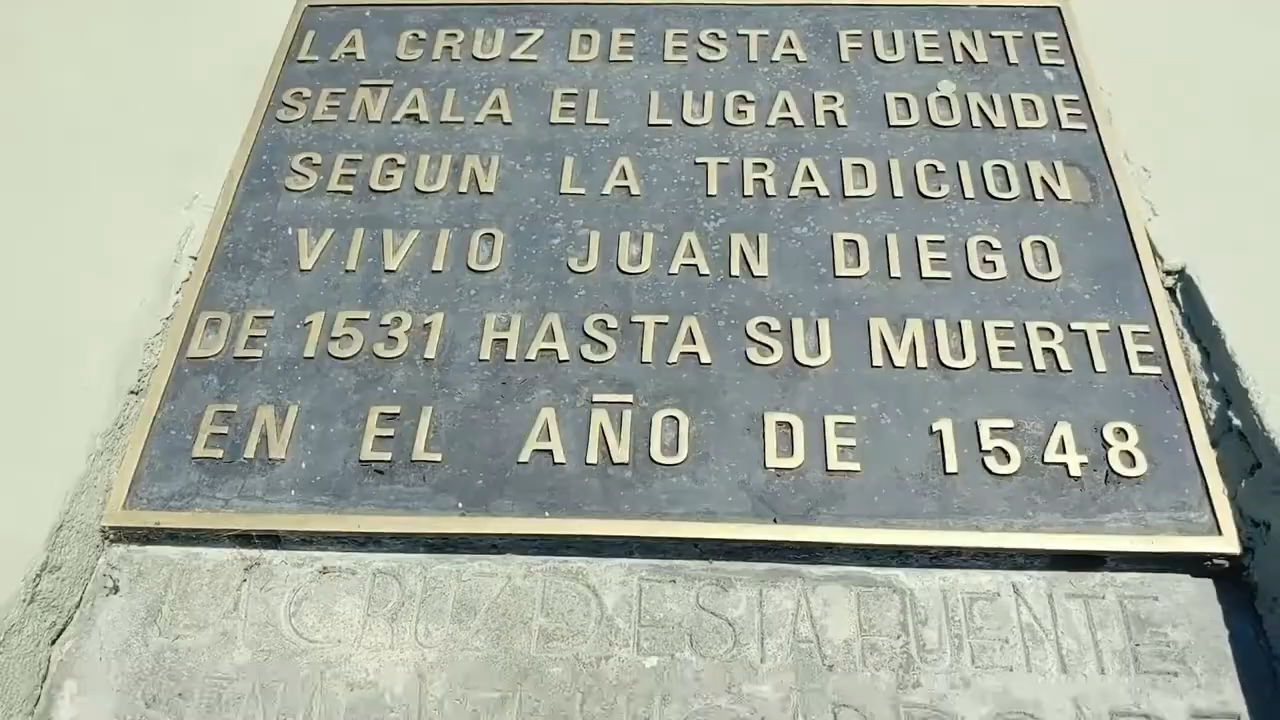 LA CRUZ DE ESTA FUENTE
SEÑALA EL LUGAR DONDE
SEGUN LA TRADICION
VIVIO JUAN DIEGO
DE 1531 HASTA SU MUERTE
EN EL AÑO DE 1548
LA CRUZ DE ESTA FUENTE